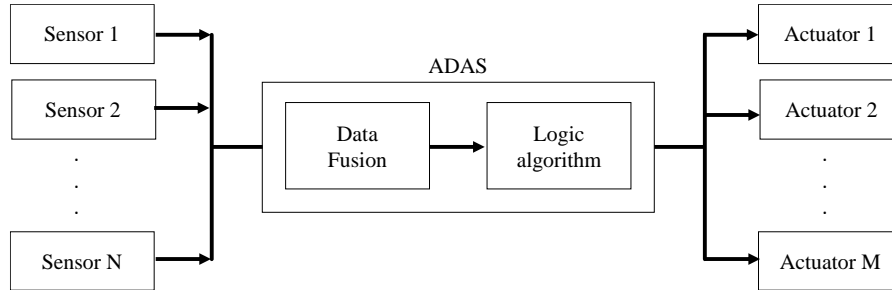 Sensor 1
Sensor 2
.
.
.
Sensor N
ADAS
Data
Fusion
Logic
algorithm
Actuator 1
Actuator 2
.
.
.
Actuator M